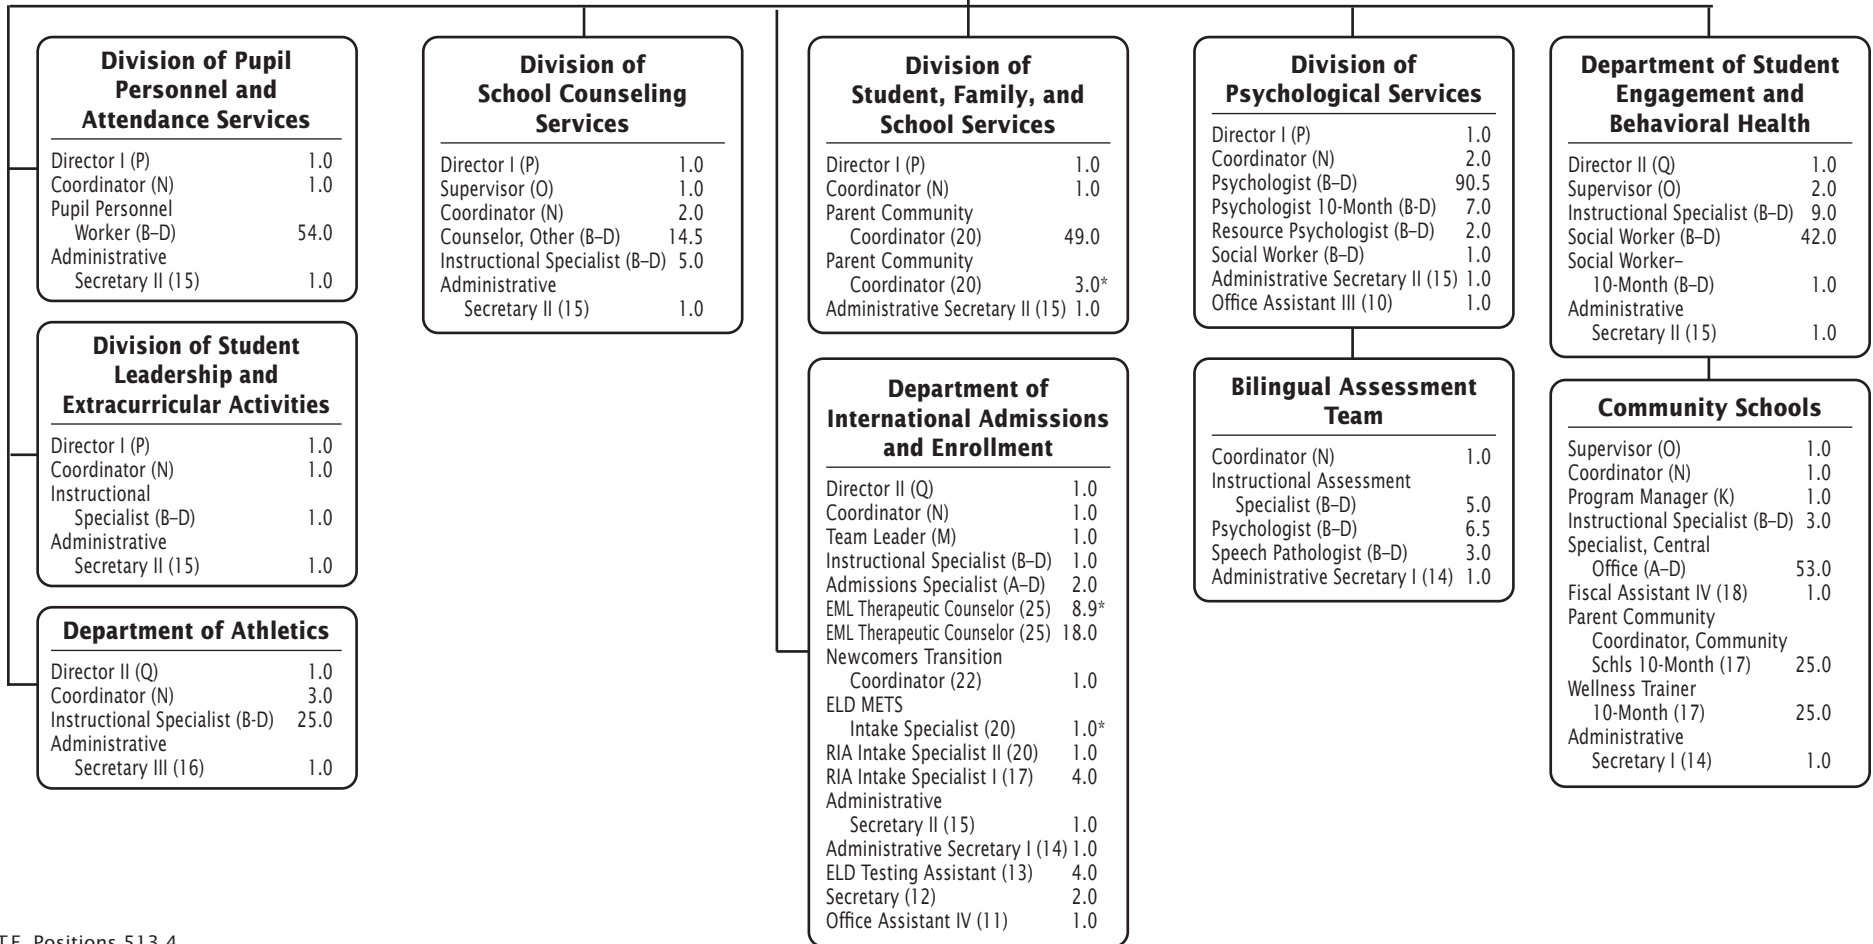 Division of Pupil
Personnel and
Attendance Services
Director I (P) 1.0
Coordinator (N) 1.0
Pupil Personnel
Worker (B–D) 54.0
Administrative
Secretary II (15) 1.0
Division of Student
Leadership and
Extracurricular Activities
Director I (P) 1.0
Coordinator (N) 1.0
Instructional
Specialist (B–D) 1.0
Administrative
Secretary II (15) 1.0
Department of Athletics
Director II (Q) 1.0
Coordinator (N) 3.0
Instructional Specialist (B-D) 25.0
Administrative
Secretary III (16) 1.0
Division of
School Counseling
Services
Director I (P) 1.0
Supervisor (O) 1.0
Coordinator (N) 2.0
Counselor, Other (B–D) 14.5
Instructional Specialist (B–D) 5.0
Administrative
Secretary II (15) 1.0
Division of
Student, Family, and
School Services
Director I (P) 1.0
Coordinator (N) 1.0
Parent Community
Coordinator (20) 49.0
Parent Community
Coordinator (20) 3.0*
Administrative Secretary II (15) 1.0
Department of
International Admissions
and Enrollment
Director II (Q) 1.0
Coordinator (N) 1.0
Team Leader (M) 1.0
Instructional Specialist (B–D) 1.0
Admissions Specialist (A–D) 2.0
EML Therapeutic Counselor (25) 8.9*
EML Therapeutic Counselor (25) 18.0
Newcomers Transition
Coordinator (22) 1.0
ELD METS
Intake Specialist (20) 1.0*
RIA Intake Specialist II (20) 1.0
RIA Intake Specialist I (17) 4.0
Administrative
Secretary II (15) 1.0
Administrative Secretary I (14) 1.0
ELD Testing Assistant (13) 4.0
Secretary (12) 2.0
Office Assistant IV (11) 1.0
Division of
Psychological Services
Director I (P) 1.0
Coordinator (N) 2.0
Psychologist (B–D) 90.5
Psychologist 10-Month (B-D) 7.0
Resource Psychologist (B–D) 2.0
Social Worker (B–D) 1.0
Administrative Secretary II (15) 1.0
Office Assistant III (10) 1.0
Bilingual Assessment
Team
Coordinator (N) 1.0
Instructional Assessment
Specialist (B–D) 5.0
Psychologist (B–D) 6.5
Speech Pathologist (B–D) 3.0
Administrative Secretary I (14) 1.0
Department of Student
Engagement and
Behavioral Health
Director II (Q) 1.0
Supervisor (O) 2.0
Instructional Specialist (B–D) 9.0
Social Worker (B–D) 42.0
Social Worker–
10-Month (B–D) 1.0
Administrative
Secretary II (15) 1.0
Community Schools
Supervisor (O) 1.0
Coordinator (N) 1.0
Program Manager (K) 1.0
Instructional Specialist (B–D) 3.0
Specialist, Central
Office (A–D) 53.0
Fiscal Assistant IV (18) 1.0
Parent Community
Coordinator, Community
Schls 10-Month (17) 25.0
Wellness Trainer
10-Month (17) 25.0
Administrative
Secretary I (14) 1.0
Positions 513.4